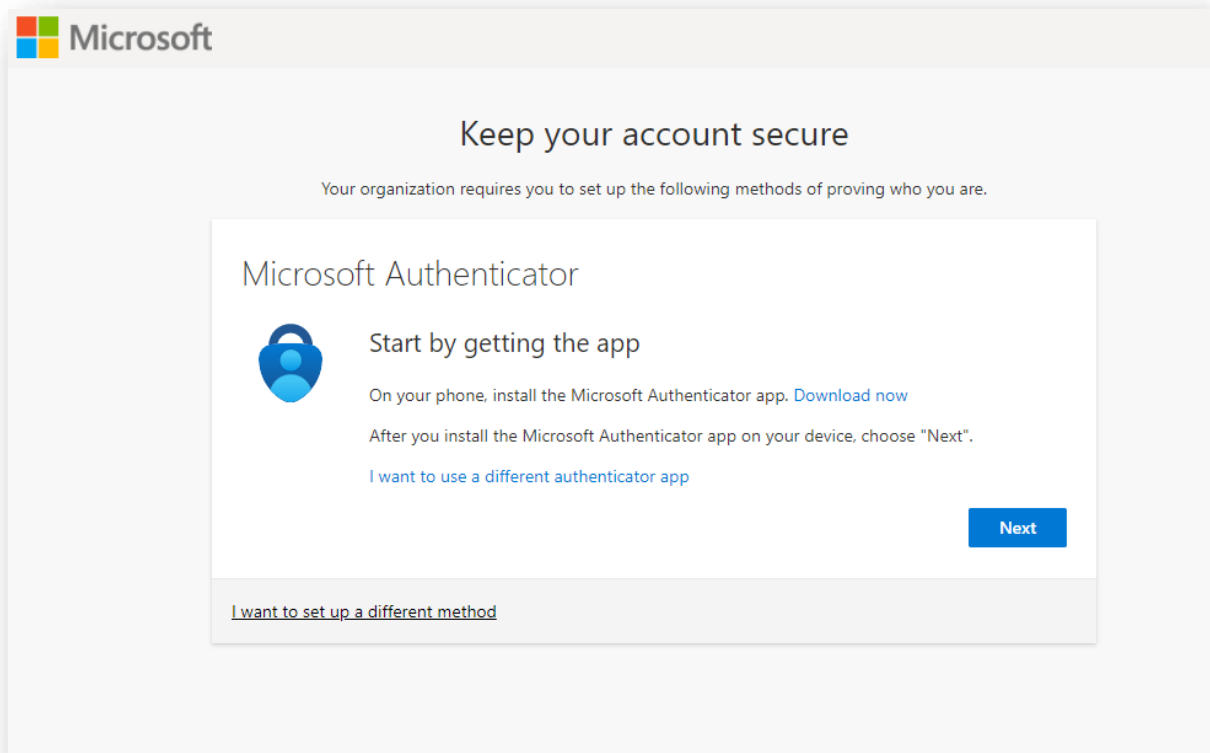 Microsoft
Keep your account secure
Your organization requires you to set up the following methods of proving who you are.
Microsoft Authenticator
Start by getting the app
On your phone, install the Microsoft Authenticator app. Download now
After you install the Microsoft Authenticator app on your device, choose "Next".
I want to use a different authenticator app
Next
I want to set up a different method